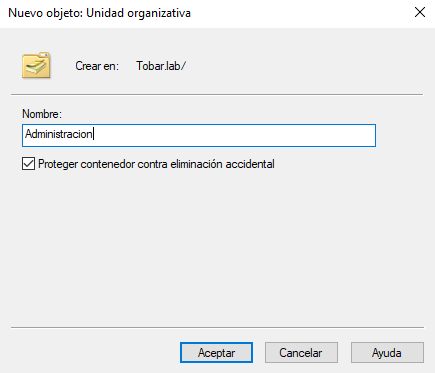 Nuevo objeto: Unidad organizativa
Crear en: Tobar.lab/
Nombre:
Administracion
Proteger contenedor contra eliminación accidental
Aceptar Cancelar Ayuda